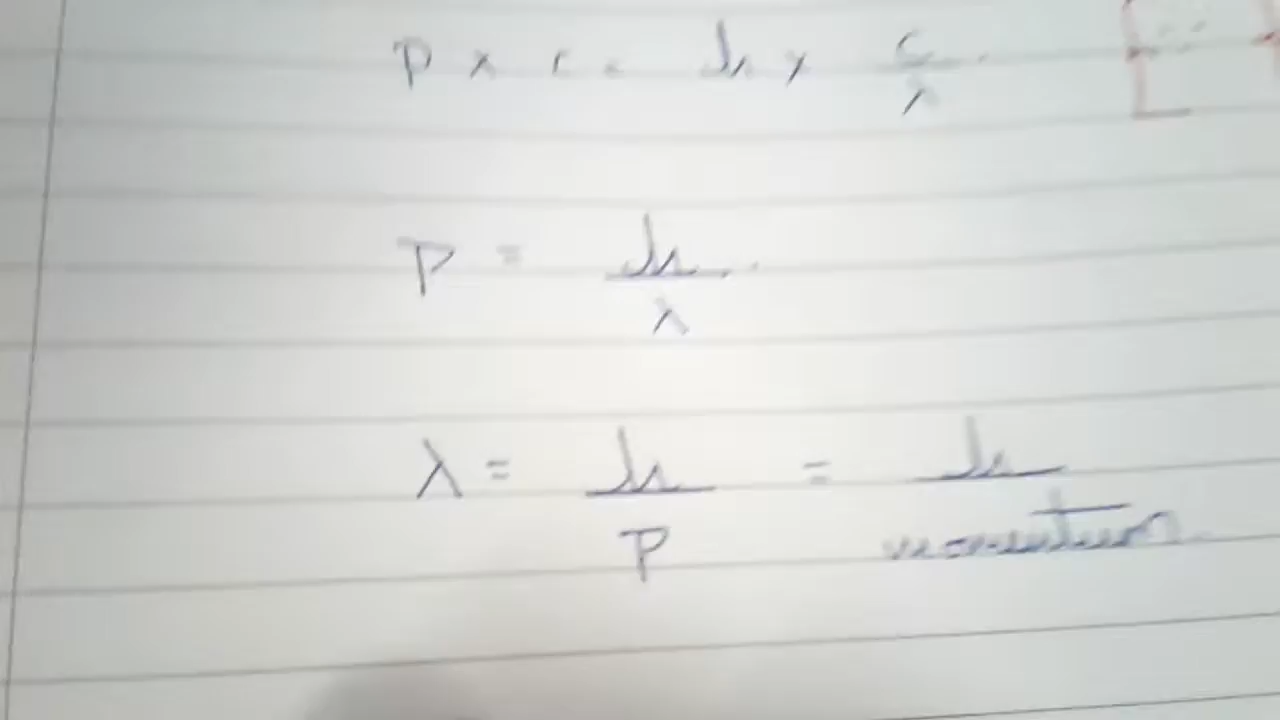 P × c = h × c/λ
P = h/λ
λ = h/P = h/momentum